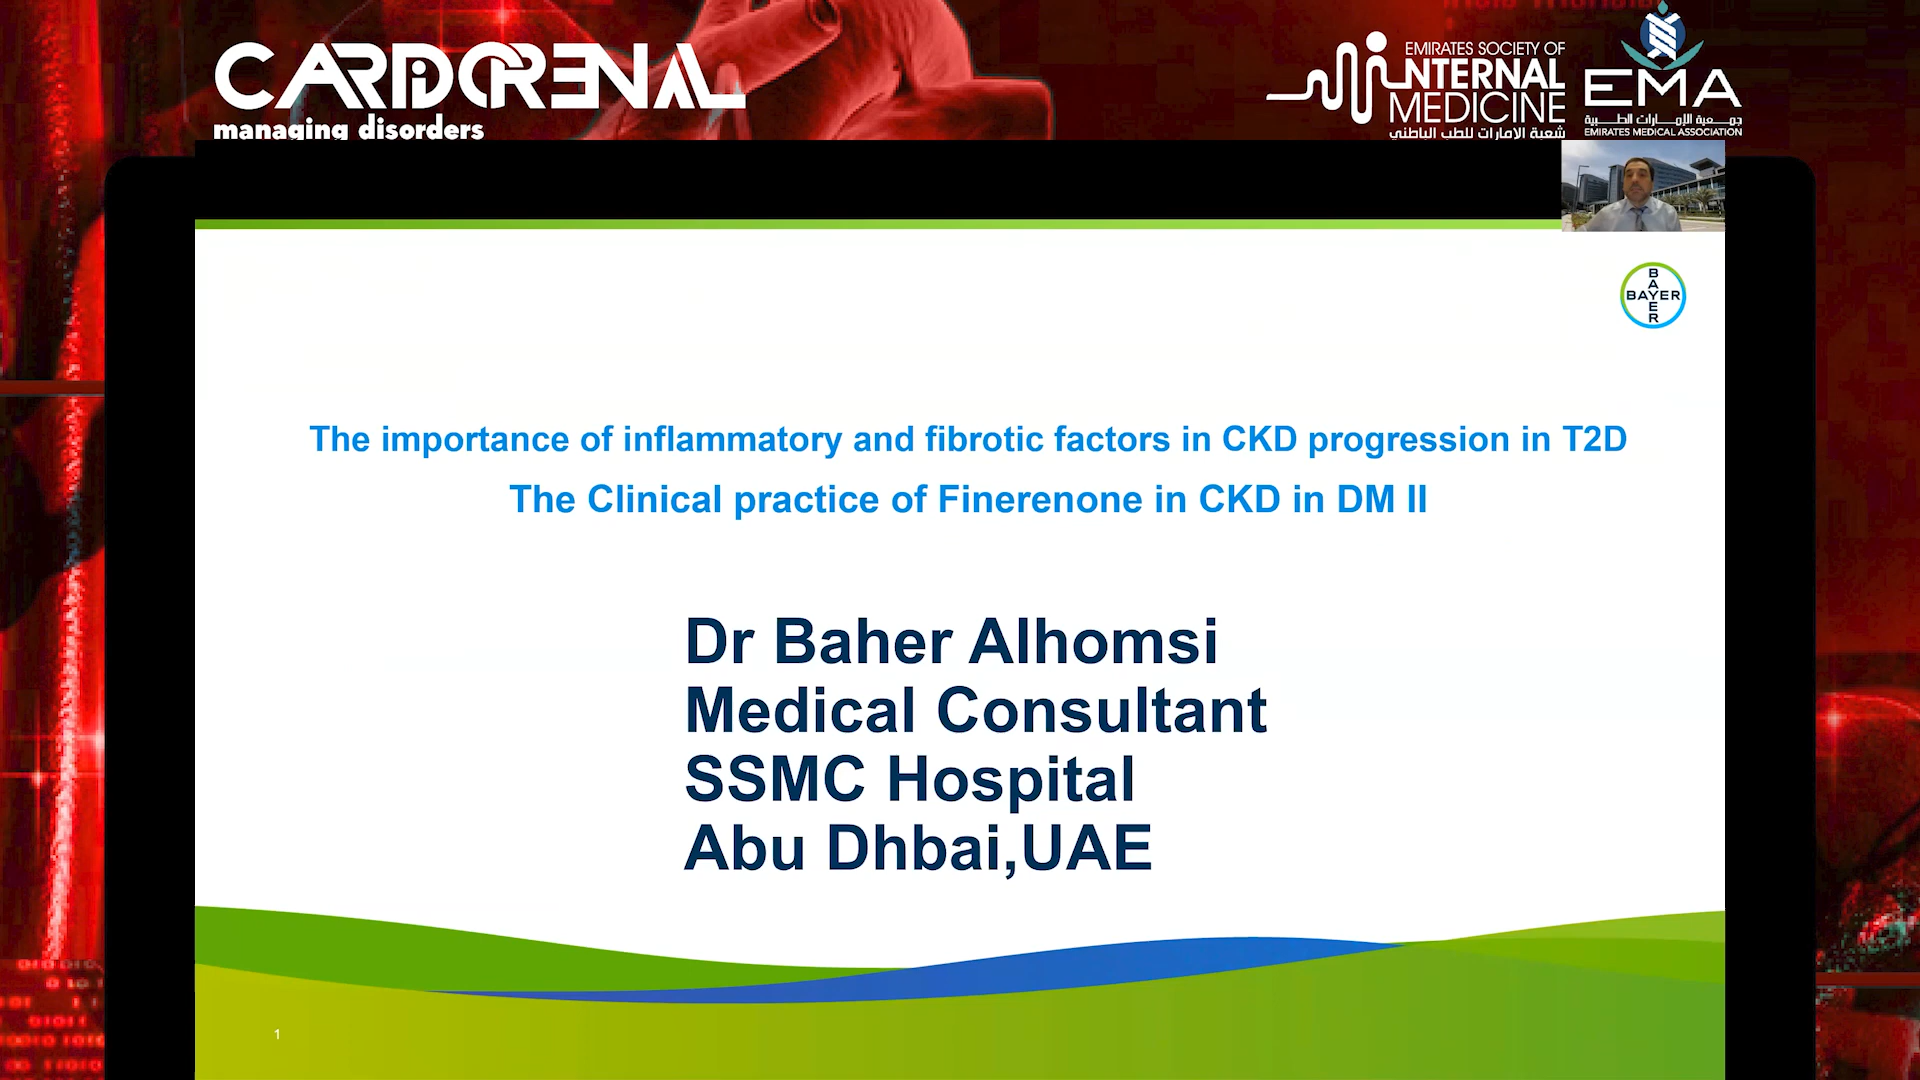 CARDIORENAL
managing disorders
EMIRATES SOCIETY OF
INTERNAL
MEDICINE
شعبة الإمارات للطب الباطني
EMA
جمعية الإمارات الطبية
EMIRATES MEDICAL ASSOCIATION
BAYER
BAYER
The importance of inflammatory and fibrotic factors in CKD progression in T2D
The Clinical practice of Finerenone in CKD in DM II
Dr Baher Alhomsi
Medical Consultant
SSMC Hospital
Abu Dhbai,UAE
1